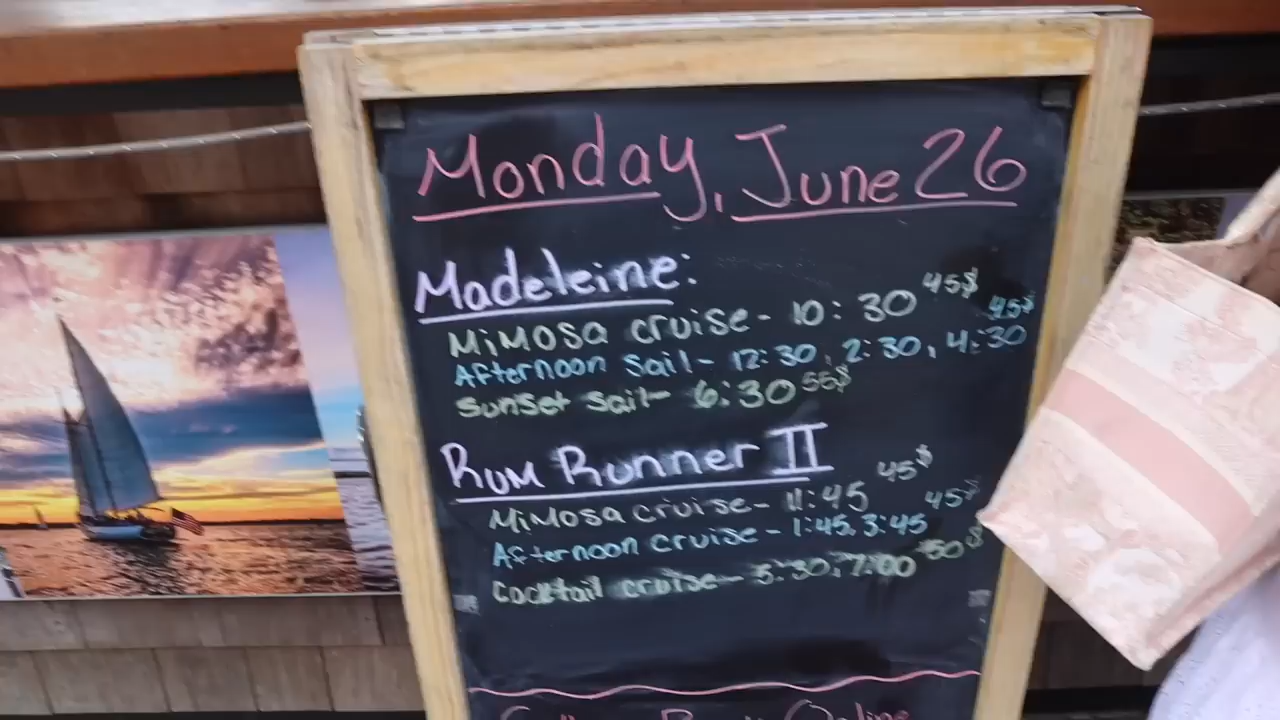 Monday, June 26
Madeleine:
Mimosa cruise - 10:30 45$
Afternoon sail - 12:30, 2:30, 4:30 45$
Sunset sail - 6:30 55$
Rum Runner II
Mimosa cruise - 11:45 45$
Afternoon cruise - 1:45, 3:45 45$
Cocktail cruise - 5:30, 7:00 50$
Online